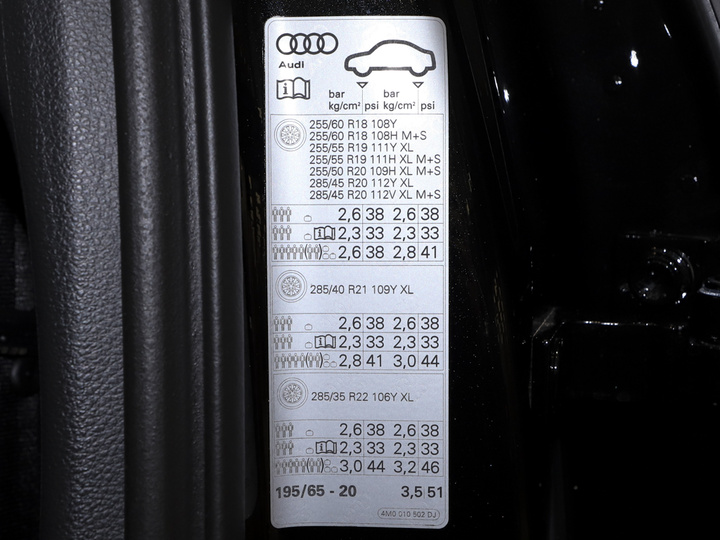 Audi
i
bar bar
kg/cm² psi kg/cm² psi
255/60 R18 108Y
255/60 R18 108H M+S
255/55 R19 111Y XL
255/55 R19 111H XL M+S
255/50 R20 109H XL M+S
285/45 R20 112Y XL
285/45 R20 112V XL M+S
2,6 38 2,6 38
i 2,3 33 2,3 33
2,6 38 2,8 41
285/40 R21 109Y XL
2,6 38 2,6 38
i 2,3 33 2,3 33
2,8 41 3,0 44
285/35 R22 106Y XL
2,6 38 2,6 38
i 2,3 33 2,3 33
3,0 44 3,2 46
195/65 - 20 3,5 51
4M0 010 502 DJ